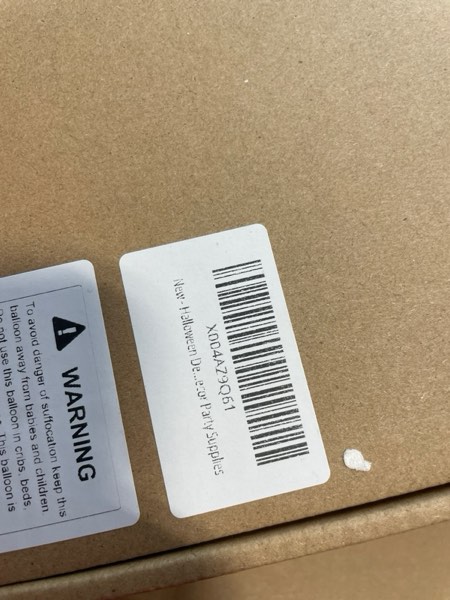 WARNING
To avoid danger of suffocation keep this
balloon away from babies and children.
Do not use this balloon in cribs, beds,
This balloon is
X004AZ9Q61
New - Halloween De...ecor Party Supplies